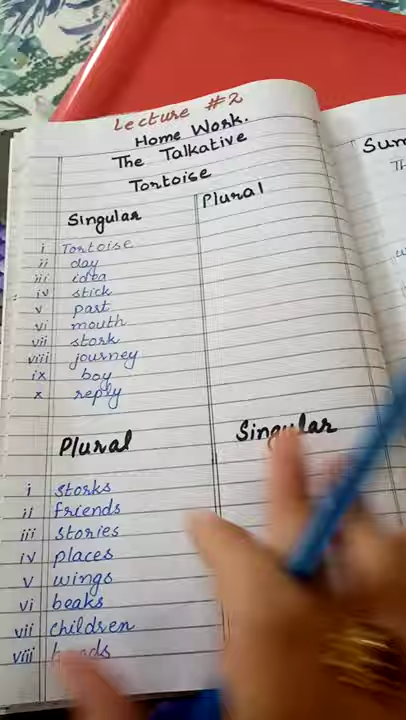 Lecture #2
Home Work.
The Talkative
Tortoise
Singular Plural
i Tortoise
ii day
iii idea
iv stick
v past
vi mouth
vii stork
viii journey
ix boy
x reply
Plural Singular
i storks
ii friends
iii stories
iv places
v wings
vi beaks
vii children
viii
Sum